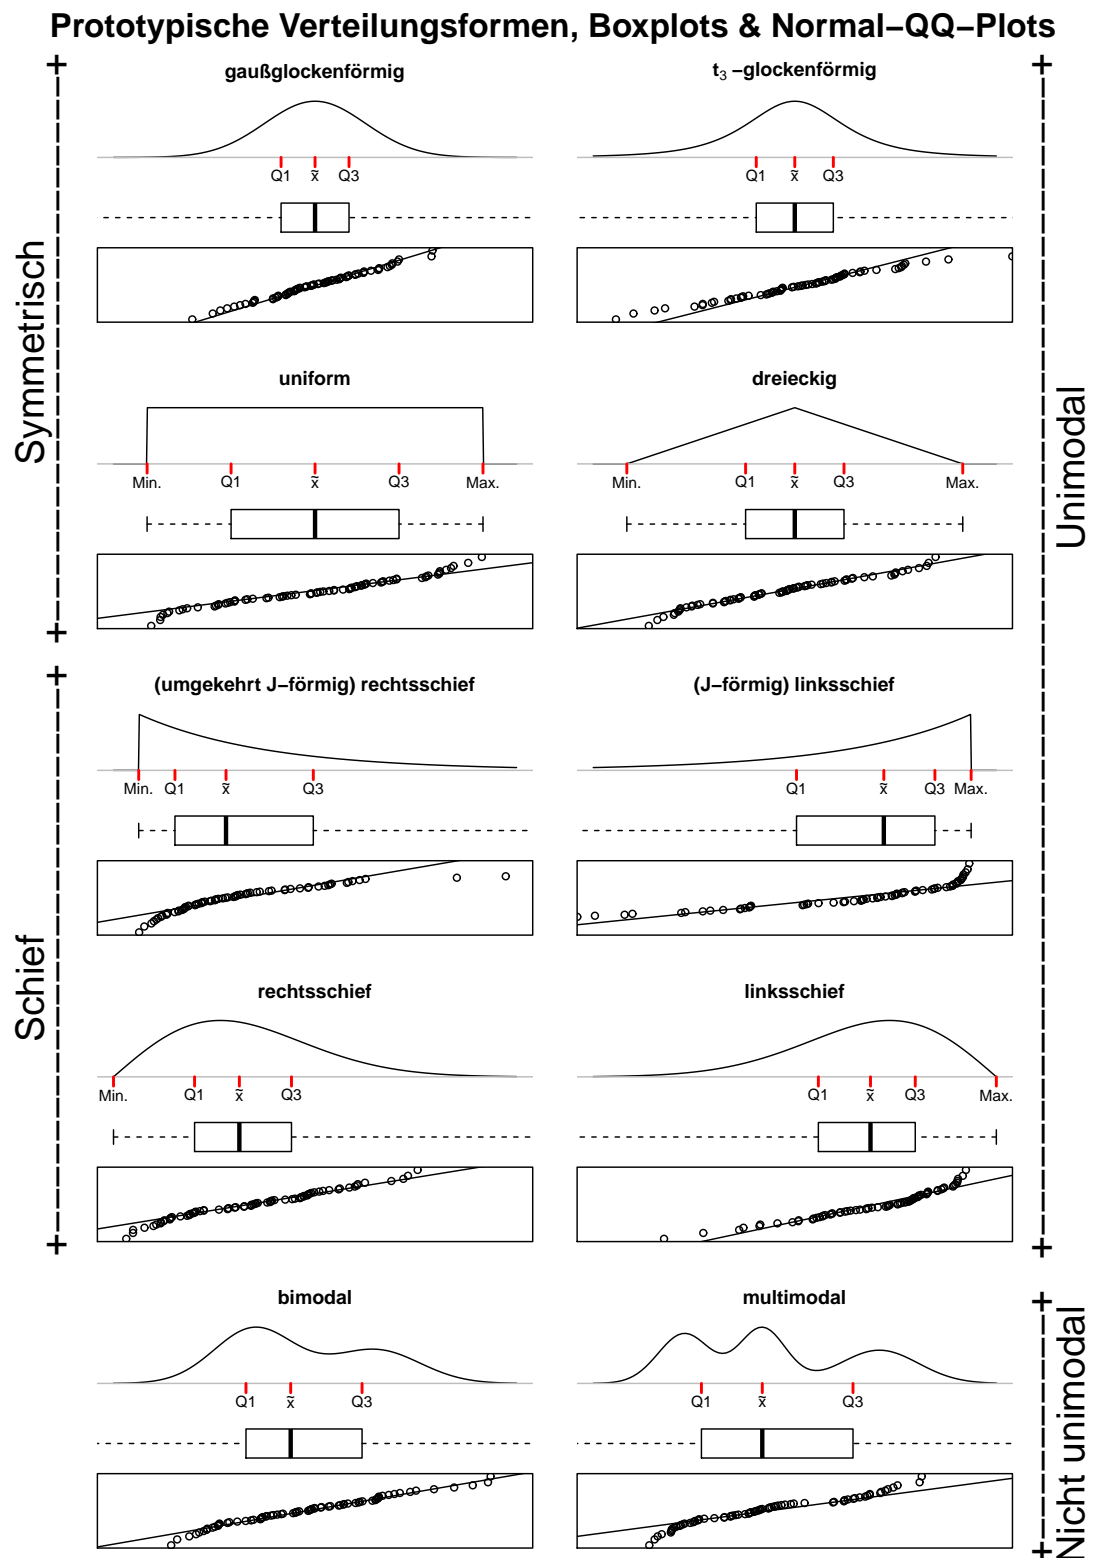 Prototypische Verteilungsformen, Boxplots & Normal−QQ−Plots
Symmetrisch
Unimodal
gaußglockenförmig
Q1 x̃ Q3
t₃ −glockenförmig
Q1 x̃ Q3
uniform
Min. Q1 x̃ Q3 Max.
dreieckig
Min. Q1 x̃ Q3 Max.
Schief
(umgekehrt J−förmig) rechtsschief
Min. Q1 x̃ Q3
(J−förmig) linksschief
Q1 x̃ Q3 Max.
rechtsschief
Min. Q1 x̃ Q3
linksschief
Q1 x̃ Q3 Max.
Nicht unimodal
bimodal
Q1 x̃ Q3
multimodal
Q1 x̃ Q3